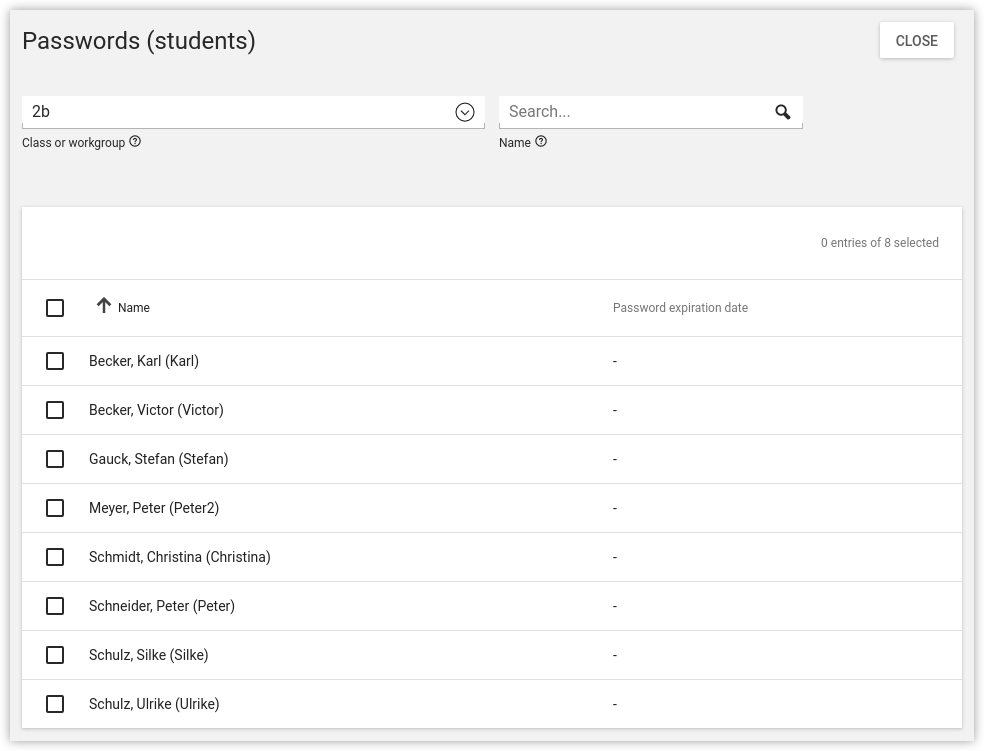 Passwords (students)
CLOSE
2b
Search...
Class or workgroup
Name
0 entries of 8 selected
Name Password expiration date
Becker, Karl (Karl) -
Becker, Victor (Victor) -
Gauck, Stefan (Stefan) -
Meyer, Peter (Peter2) -
Schmidt, Christina (Christina) -
Schneider, Peter (Peter) -
Schulz, Silke (Silke) -
Schulz, Ulrike (Ulrike) -